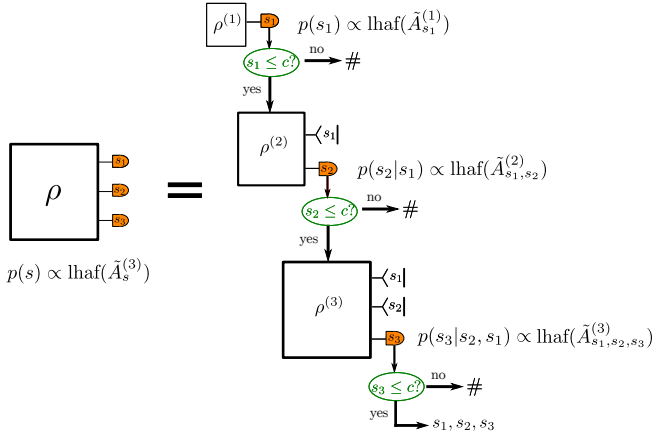 ρ^{(1)}
s_1
p(s_1) ∝ lhaf(Ã^{(1)}_{s_1})
s_1 ≤ c?
no
#
yes
ρ^{(2)}
s_1
s_2
p(s_2|s_1) ∝ lhaf(Ã^{(2)}_{s_1,s_2})
s_2 ≤ c?
no
#
yes
ρ
s_1
s_2
s_3
=
p(s) ∝ lhaf(Ã^{(3)}_s)
ρ^{(3)}
s_1
s_2
s_3
p(s_3|s_2, s_1) ∝ lhaf(Ã^{(3)}_{s_1,s_2,s_3})
s_3 ≤ c?
no
#
yes
s_1, s_2, s_3